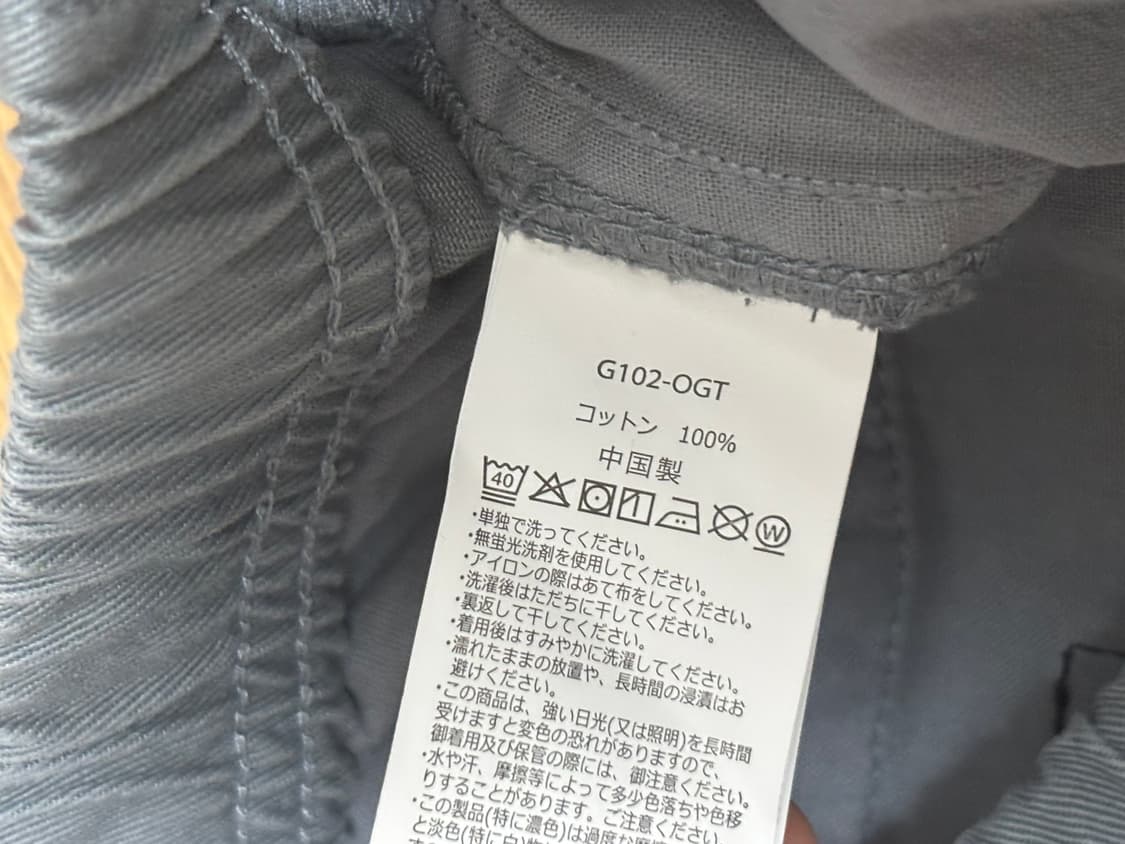 G102-OGT
コットン 100%
中国製
40 W
・単独で洗ってください。
・無蛍光洗剤を使用してください。
・アイロンの際はあて布をしてください。
・洗濯後はただちに干してください。
・裏返して干してください。
・着用後はすみやかに洗濯してください。
・濡れたままの放置や、長時間の浸漬はお
避けください。
・この商品は、強い日光(又は照明)を長時間
受けますと変色の恐れがありますので、
御着用及び保管の際には、御注意ください。
・水や汗、摩擦等によって多少色落ちや色移
りすることがあります。ご注意ください。
・この製品(特に濃色)は過度な摩擦
と淡色(特に白)物